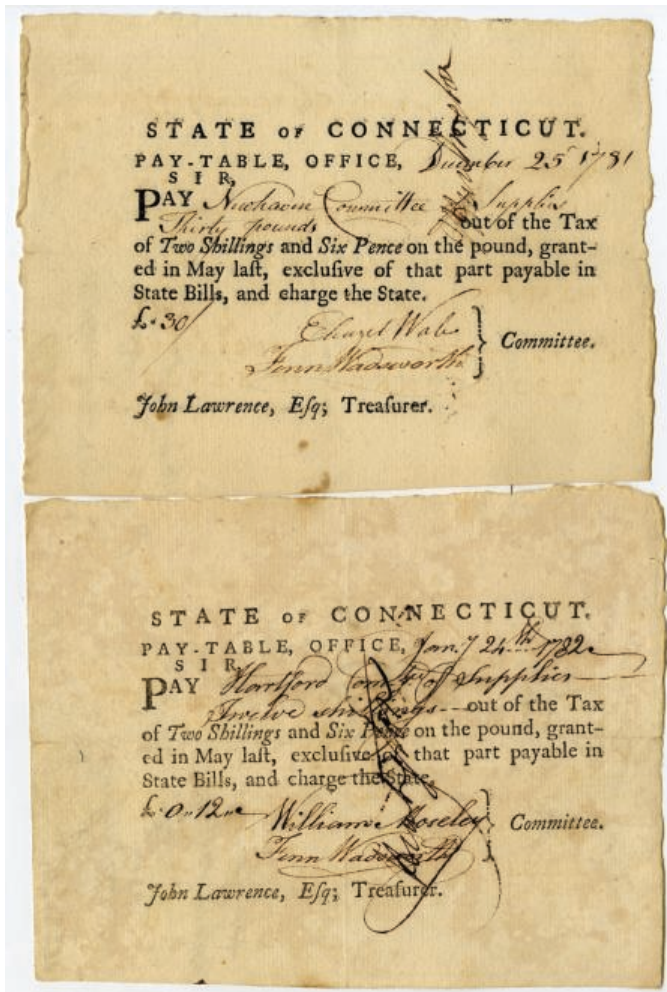 STATE OF CONNECTICUT.
PAY-TABLE, OFFICE, December 25 1781
SIR,
PAY Newhaven Committee Supplies
Thirty pounds out of the Tax
of Two Shillings and Six Pence on the pound, grant-
ed in May laſt, excluſive of that part payable in
State Bills, and charge the State.
£. 30/
Wales
Fenn Wadsworth } Committee.
John Lawrence, Eſq; Treaſurer.
STATE OF CONNECTICUT.
PAY-TABLE, OFFICE, Jany 24th 1782
SIR,
PAY Hartford Comtee of Supplies
Twelve shillings out of the Tax
of Two Shillings and Six Pence on the pound, grant-
ed in May laſt, excluſive of that part payable in
State Bills, and charge the State.
£. 0,, 12,,
William Moseley } Committee.
Fenn Wadsworth
John Lawrence, Eſq; Treaſurer.